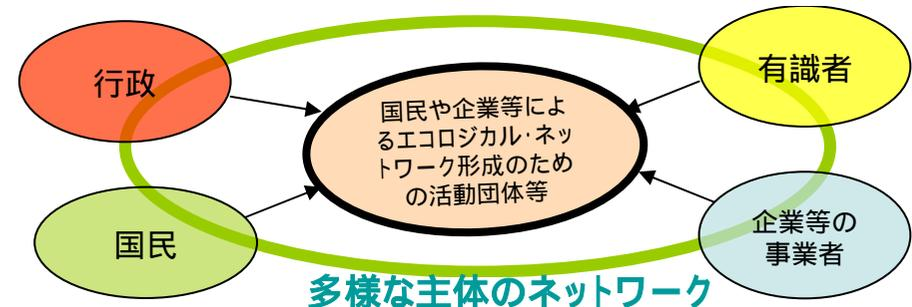 行政
有識者
国民や企業等によ
るエコロジカル・ネッ
トワーク形成のため
の活動団体等
国民
企業等の
事業者
多様な主体のネットワーク